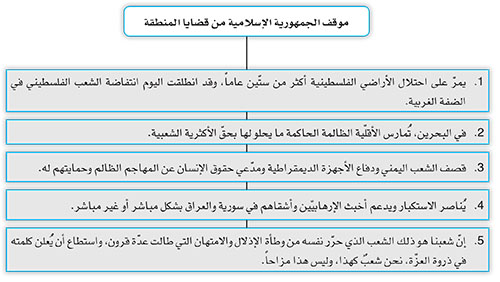 موقف الجمهورية الإسلامية من قضايا المنطقة
1. يمرّ على احتلال الأراضي الفلسطينية أكثر من ستّين عاماً، وقد انطلقت اليوم انتفاضة الشعب الفلسطيني في
الضفة الغربية.
2. في البحرين، تُمارس الأقلّية الظالمة الحاكمة ما يحلو لها بحقّ الأكثرية الشعبية.
3. قصف الشعب اليمني ودفاع الأجهزة الديمقراطية ومدّعي حقوق الإنسان عن المهاجم الظالم وحمايتهم له.
4. يُناصر الاستكبار ويدعم أخبث الإرهابيّين وأشقاهم في سورية والعراق بشكل مباشر أو غير مباشر.
5. إنّ شعبنا هو ذلك الشعب الذي حرّر نفسه من وطأة الإذلال والامتهان التي طالت عدّة قرون، واستطاع أن يُعلن كلمته
في ذروة العزّة. نحن شعبٌ كهذا، وليس هذا مزاحاً.